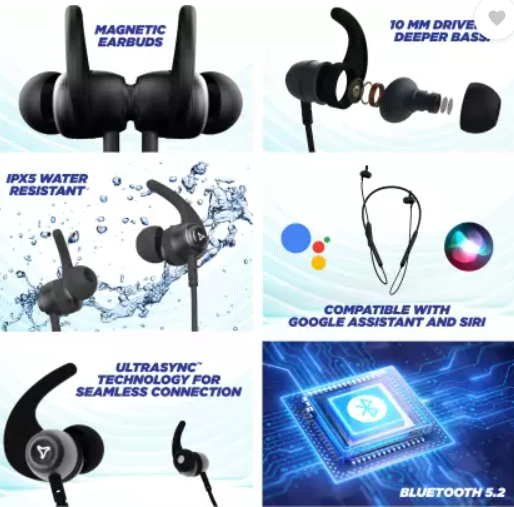 MAGNETIC
EARBUDS
10 MM
DEEPER BASS.
IPX5 WATER
RESISTANT
COMPATIBLE WITH
GOOGLE ASSISTANT AND SIRI
ULTRASYNC™
TECHNOLOGY FOR
SEAMLESS CONNECTION
BLUETOOTH 5.2